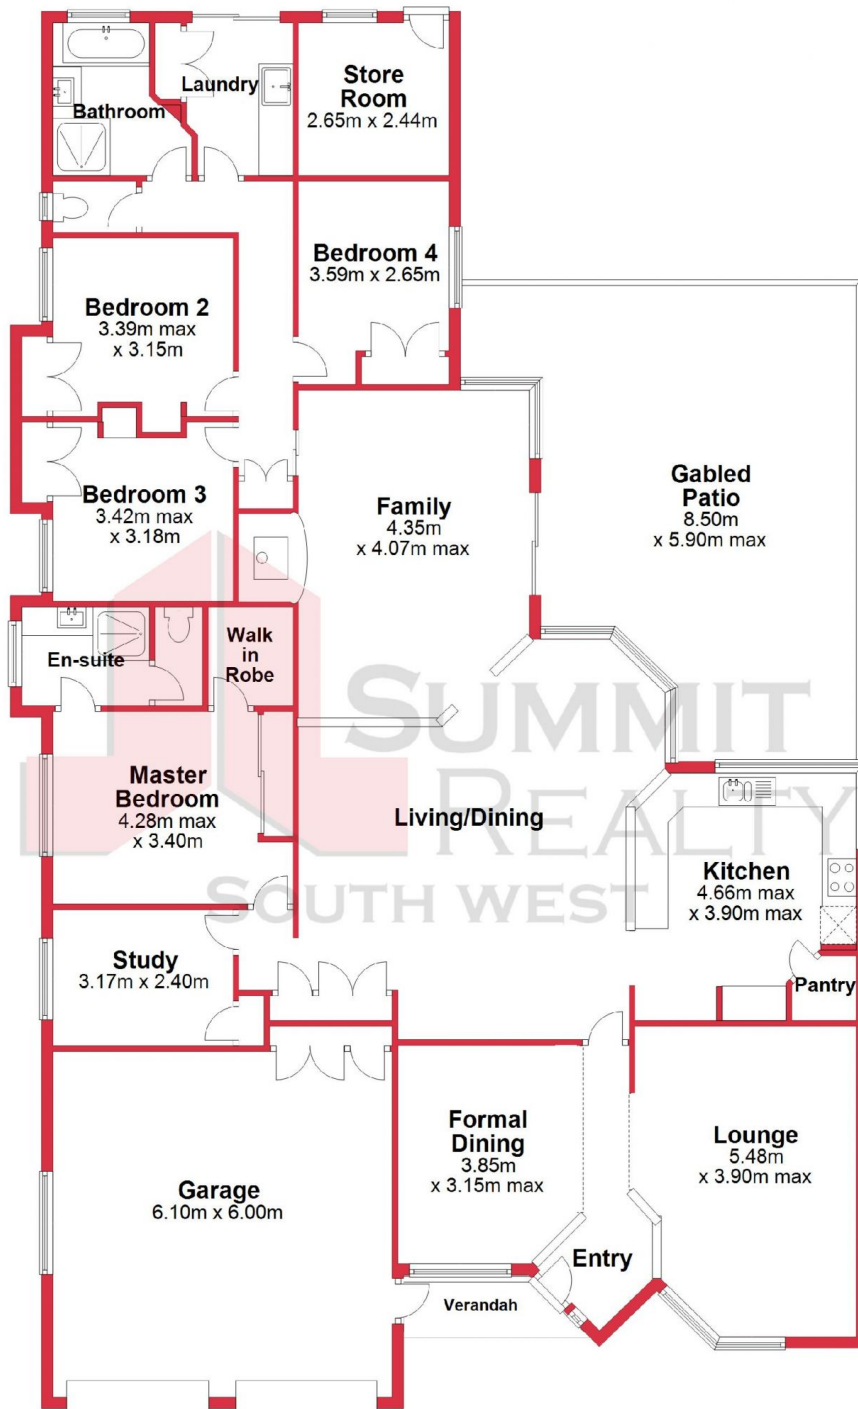 Bathroom
Laundry
Store
Room
2.65m x 2.44m
Bedroom 4
3.59m x 2.65m
Bedroom 2
3.39m max
x 3.15m
Bedroom 3
3.42m max
x 3.18m
Family
4.35m
x 4.07m max
Gabled
Patio
8.50m
x 5.90m max
En-suite
Walk
in
Robe
SUMMIT
REALTY
SOUTH WEST
Master
Bedroom
4.28m max
x 3.40m
Living/Dining
Kitchen
4.66m max
x 3.90m max
Pantry
Study
3.17m x 2.40m
Garage
6.10m x 6.00m
Formal
Dining
3.85m
x 3.15m max
Lounge
5.48m
x 3.90m max
Entry
Verandah